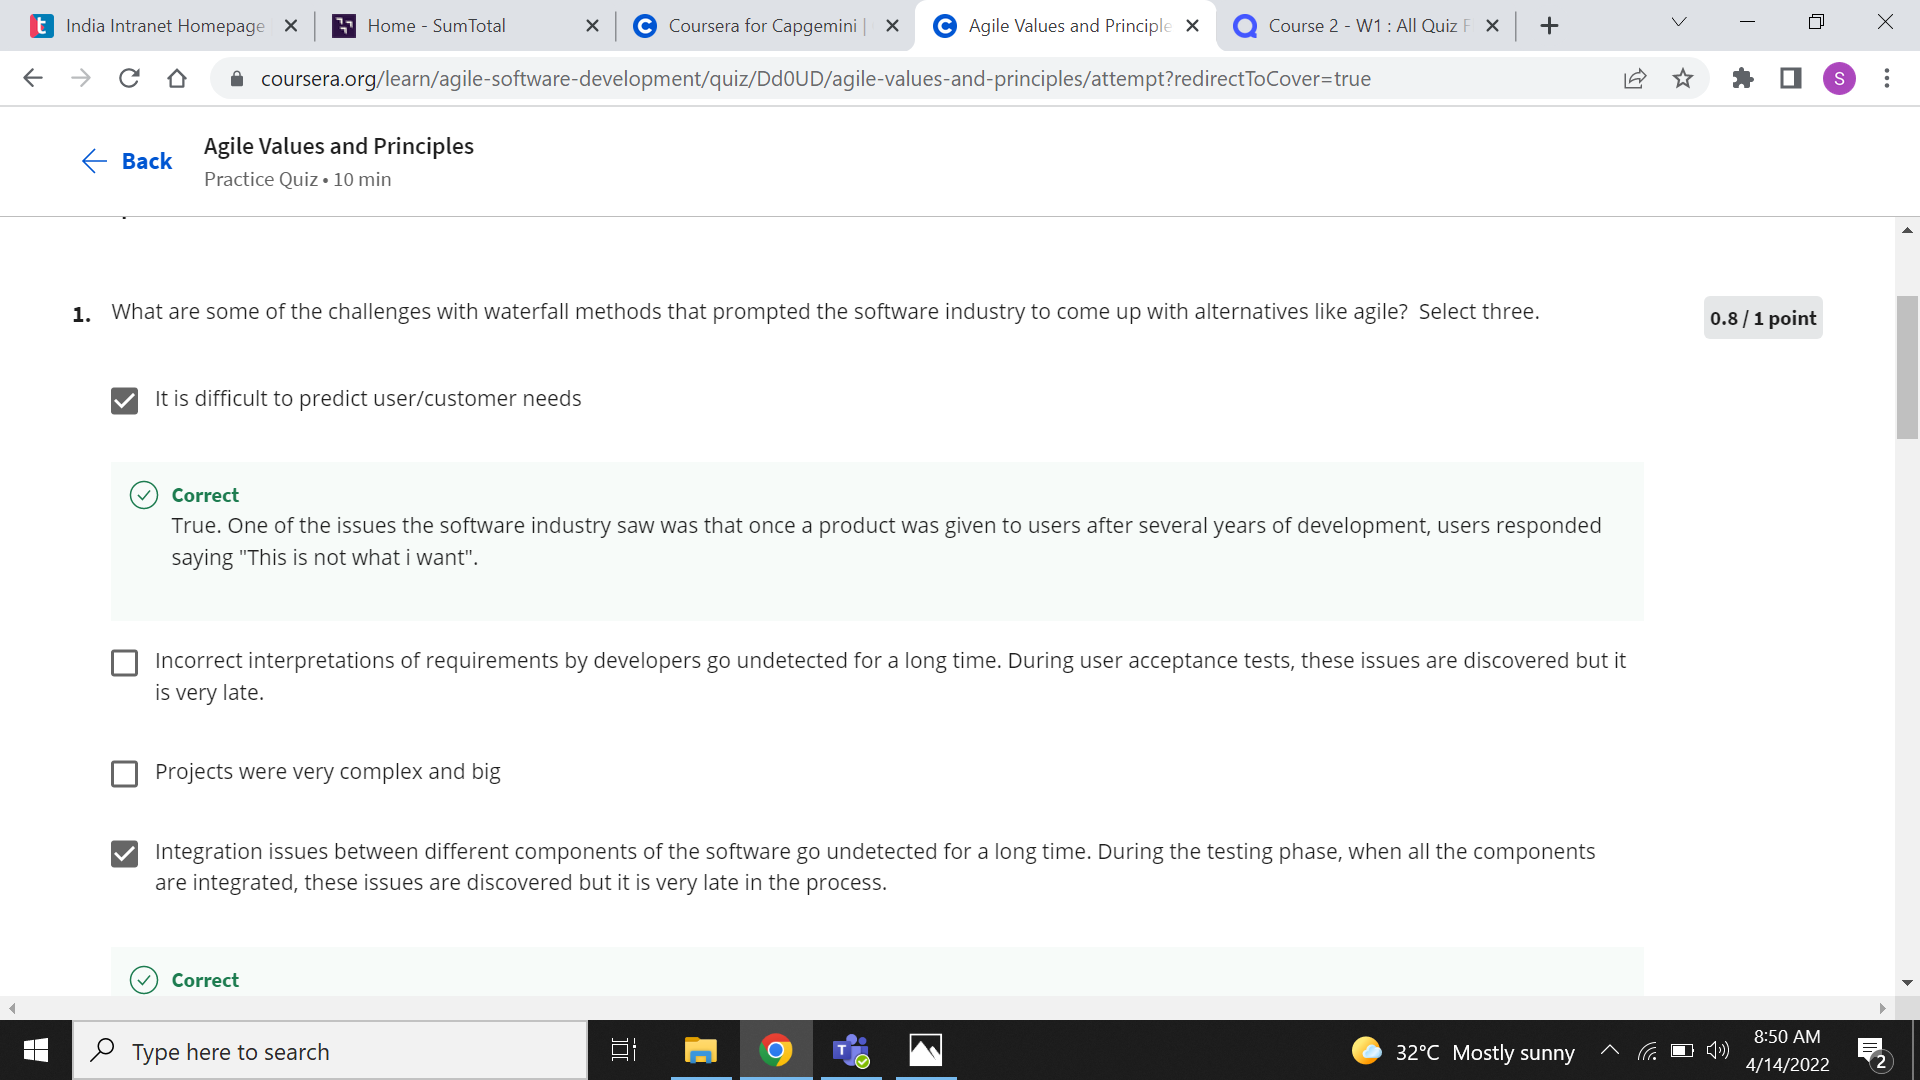 India Intranet Homepage
Home - SumTotal
Coursera for Capgemini |
Agile Values and Principle
Course 2 - W1 : All Quiz F
coursera.org/learn/agile-software-development/quiz/Dd0UD/agile-values-and-principles/attempt?redirectToCover=true
S
Back
Agile Values and Principles
Practice Quiz • 10 min
1. What are some of the challenges with waterfall methods that prompted the software industry to come up with alternatives like agile? Select three.
0.8 / 1 point
It is difficult to predict user/customer needs
Correct
True. One of the issues the software industry saw was that once a product was given to users after several years of development, users responded
saying "This is not what i want".
Incorrect interpretations of requirements by developers go undetected for a long time. During user acceptance tests, these issues are discovered but it
is very late.
Projects were very complex and big
Integration issues between different components of the software go undetected for a long time. During the testing phase, when all the components
are integrated, these issues are discovered but it is very late in the process.
Correct
Type here to search
32°C Mostly sunny
8:50 AM
4/14/2022
2